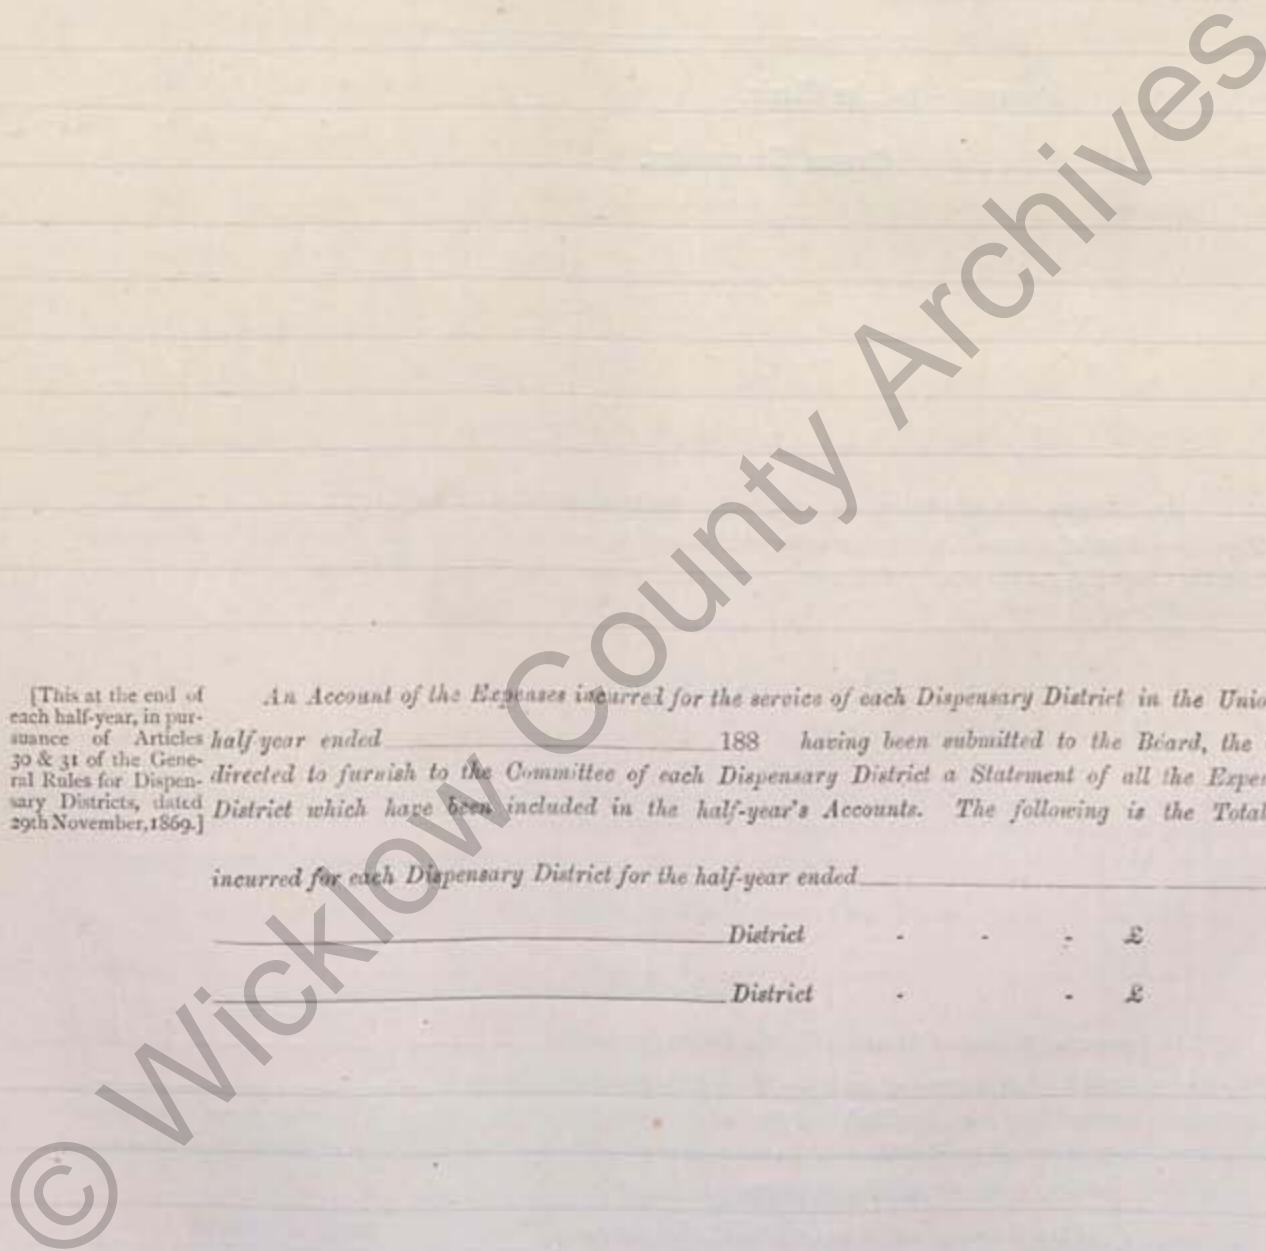 [This at the end of
each half-year, in pur-
suance of Articles
30 & 31 of the Gene-
ral Rules for Dispen-
sary Districts, dated
29th November, 1869.]
An Account of the Expenses incurred for the service of each Dispensary District in the Unio
half year ended 188 having been submitted to the Board, the
directed to furnish to the Committee of each Dispensary District a Statement of all the Expen
District which have been included in the half-year's Accounts. The following is the Total
incurred for each Dispensary District for the half-year ended
District - - - £
District - - £
© Wicklow County Archives